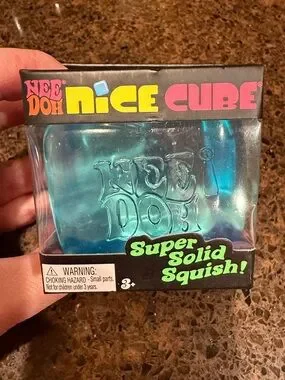 NEE DOH NICE CUBE
NEE
DOH
Super
Solid
Squish!
WARNING:
CHOKING HAZARD - Small parts.
Not for children under 3 years.
3+